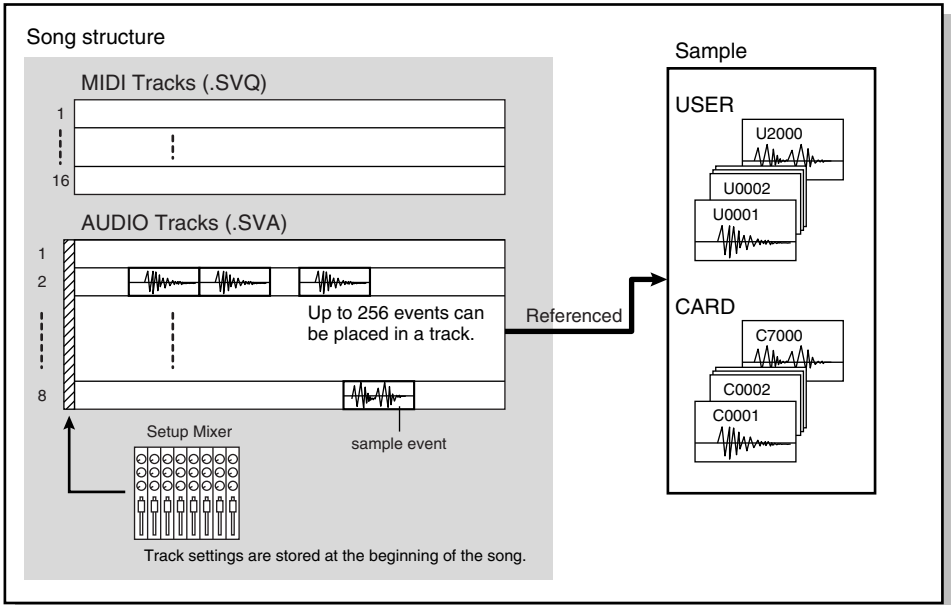 Song structure
MIDI Tracks (.SVQ)
1
16
AUDIO Tracks (.SVA)
1
2
8
Up to 256 events can
be placed in a track.
sample event
Setup Mixer
Track settings are stored at the beginning of the song.
Referenced
Sample
USER
U2000
U0002
U0001
CARD
C7000
C0002
C0001